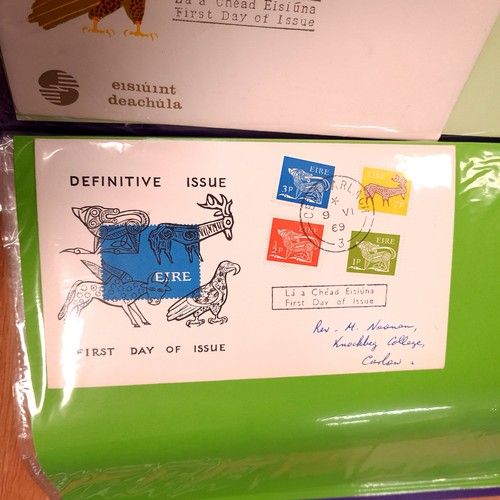 Lá a Chéad Eisiúna
First Day of Issue
eisiúint
deachúla
DEFINITIVE ISSUE
EIRE
FIRST DAY OF ISSUE
EIRE
3p
EIRE
EIRE
½p
EIRE
1p
9 VI
69
3
Lá a Chéad Eisiúna
First Day of Issue
Rev. M. Noonan,
Knockbeg College,
Carlow.